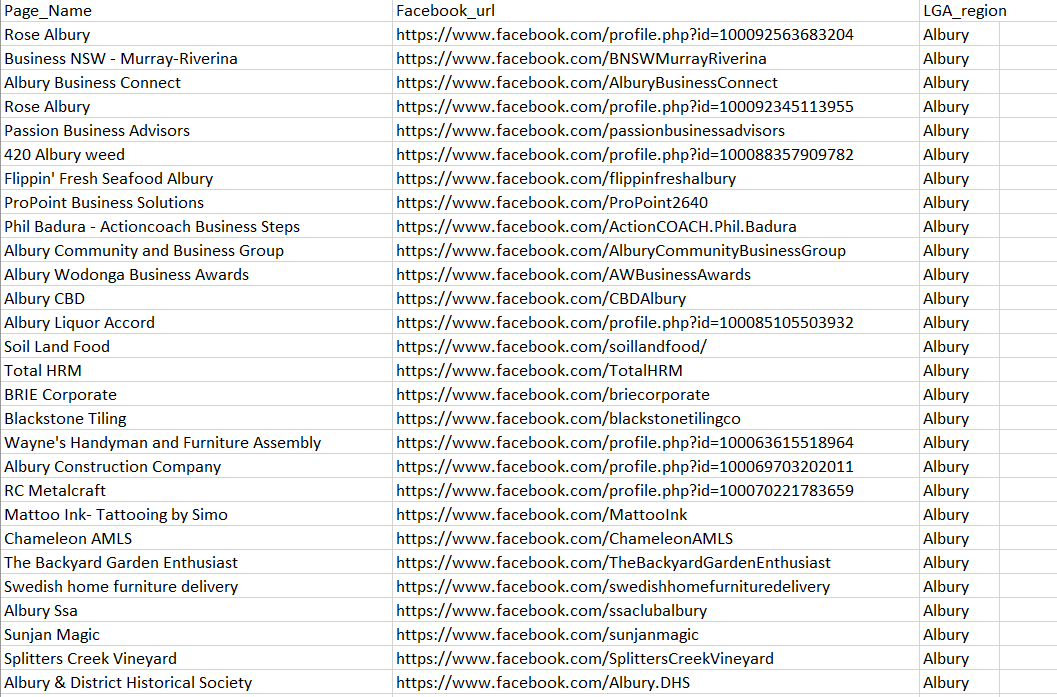 Page_Name Facebook_url LGA_region
Rose Albury https://www.facebook.com/profile.php?id=100092563683204 Albury
Business NSW - Murray-Riverina https://www.facebook.com/BNSWMurrayRiverina Albury
Albury Business Connect https://www.facebook.com/AlburyBusinessConnect Albury
Rose Albury https://www.facebook.com/profile.php?id=100092345113955 Albury
Passion Business Advisors https://www.facebook.com/passionbusinessadvisors Albury
420 Albury weed https://www.facebook.com/profile.php?id=100088357909782 Albury
Flippin' Fresh Seafood Albury https://www.facebook.com/flippinfreshalbury Albury
ProPoint Business Solutions https://www.facebook.com/ProPoint2640 Albury
Phil Badura - Actioncoach Business Steps https://www.facebook.com/ActionCOACH.Phil.Badura Albury
Albury Community and Business Group https://www.facebook.com/AlburyCommunityBusinessGroup Albury
Albury Wodonga Business Awards https://www.facebook.com/AWBusinessAwards Albury
Albury CBD https://www.facebook.com/CBDAlbury Albury
Albury Liquor Accord https://www.facebook.com/profile.php?id=100085105503932 Albury
Soil Land Food https://www.facebook.com/soillandfood/ Albury
Total HRM https://www.facebook.com/TotalHRM Albury
BRIE Corporate https://www.facebook.com/briecorporate Albury
Blackstone Tiling https://www.facebook.com/blackstonetilingco Albury
Wayne's Handyman and Furniture Assembly https://www.facebook.com/profile.php?id=100063615518964 Albury
Albury Construction Company https://www.facebook.com/profile.php?id=100069703202011 Albury
RC Metalcraft https://www.facebook.com/profile.php?id=100070221783659 Albury
Mattoo Ink- Tattooing by Simo https://www.facebook.com/MattooInk Albury
Chameleon AMLS https://www.facebook.com/ChameleonAMLS Albury
The Backyard Garden Enthusiast https://www.facebook.com/TheBackyardGardenEnthusiast Albury
Swedish home furniture delivery https://www.facebook.com/swedishhomefurnituredelivery Albury
Albury Ssa https://www.facebook.com/ssaclubalbury Albury
Sunjan Magic https://www.facebook.com/sunjanmagic Albury
Splitters Creek Vineyard https://www.facebook.com/SplittersCreekVineyard Albury
Albury & District Historical Society https://www.facebook.com/Albury.DHS Albury